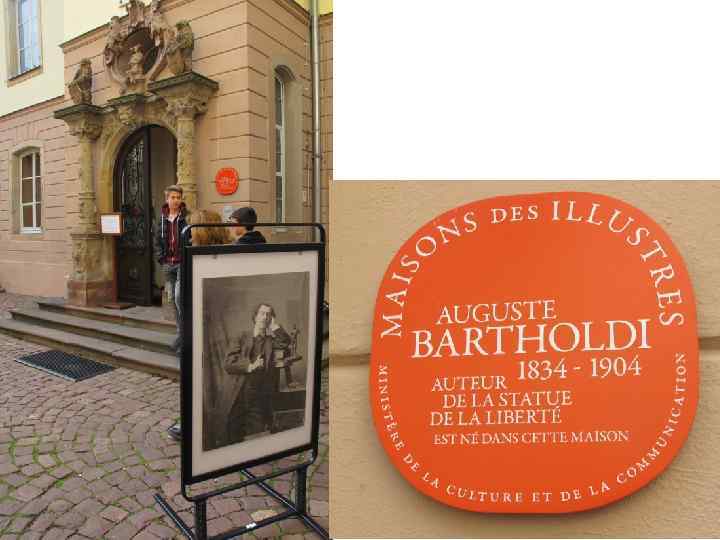 MAISONS DES ILLUSTRES
AUGUSTE
BARTHOLDI
1834 - 1904
AUTEUR
DE LA STATUE
DE LA LIBERTÉ
EST NÉ DANS CETTE MAISON
MINISTÈRE DE LA CULTURE ET DE LA COMMUNICATION